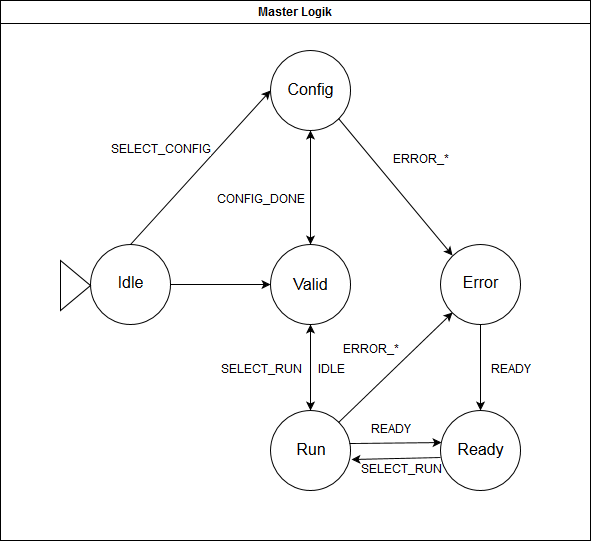 Master Logik
Config
SELECT_CONFIG
ERROR_*
CONFIG_DONE
Idle
Valid
Error
ERROR_*
SELECT_RUN
IDLE
READY
READY
Run
Ready
SELECT_RUN